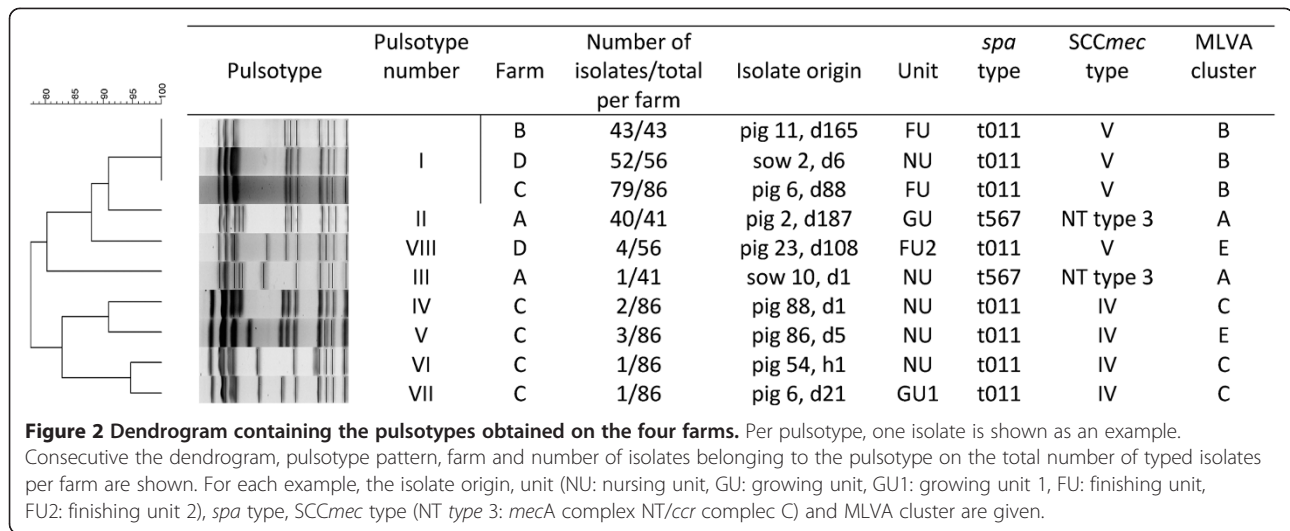 80 85 90 95 100
Pulsotype Pulsotype number Farm Number of isolates/total per farm Isolate origin Unit spa type SCCmec type MLVA cluster
B 43/43 pig 11, d165 FU t011 V B
I D 52/56 sow 2, d6 NU t011 V B
C 79/86 pig 6, d88 FU t011 V B
II A 40/41 pig 2, d187 GU t567 NT type 3 A
VIII D 4/56 pig 23, d108 FU2 t011 V E
III A 1/41 sow 10, d1 NU t567 NT type 3 A
IV C 2/86 pig 88, d1 NU t011 IV C
V C 3/86 pig 86, d5 NU t011 IV E
VI C 1/86 pig 54, h1 NU t011 IV C
VII C 1/86 pig 6, d21 GU1 t011 IV C
Figure 2 Dendrogram containing the pulsotypes obtained on the four farms. Per pulsotype, one isolate is shown as an example.
Consecutive the dendrogram, pulsotype pattern, farm and number of isolates belonging to the pulsotype on the total number of typed isolates
per farm are shown. For each example, the isolate origin, unit (NU: nursing unit, GU: growing unit, GU1: growing unit 1, FU: finishing unit,
FU2: finishing unit 2), spa type, SCCmec type (NT type 3: mecA complex NT/ccr complec C) and MLVA cluster are given.